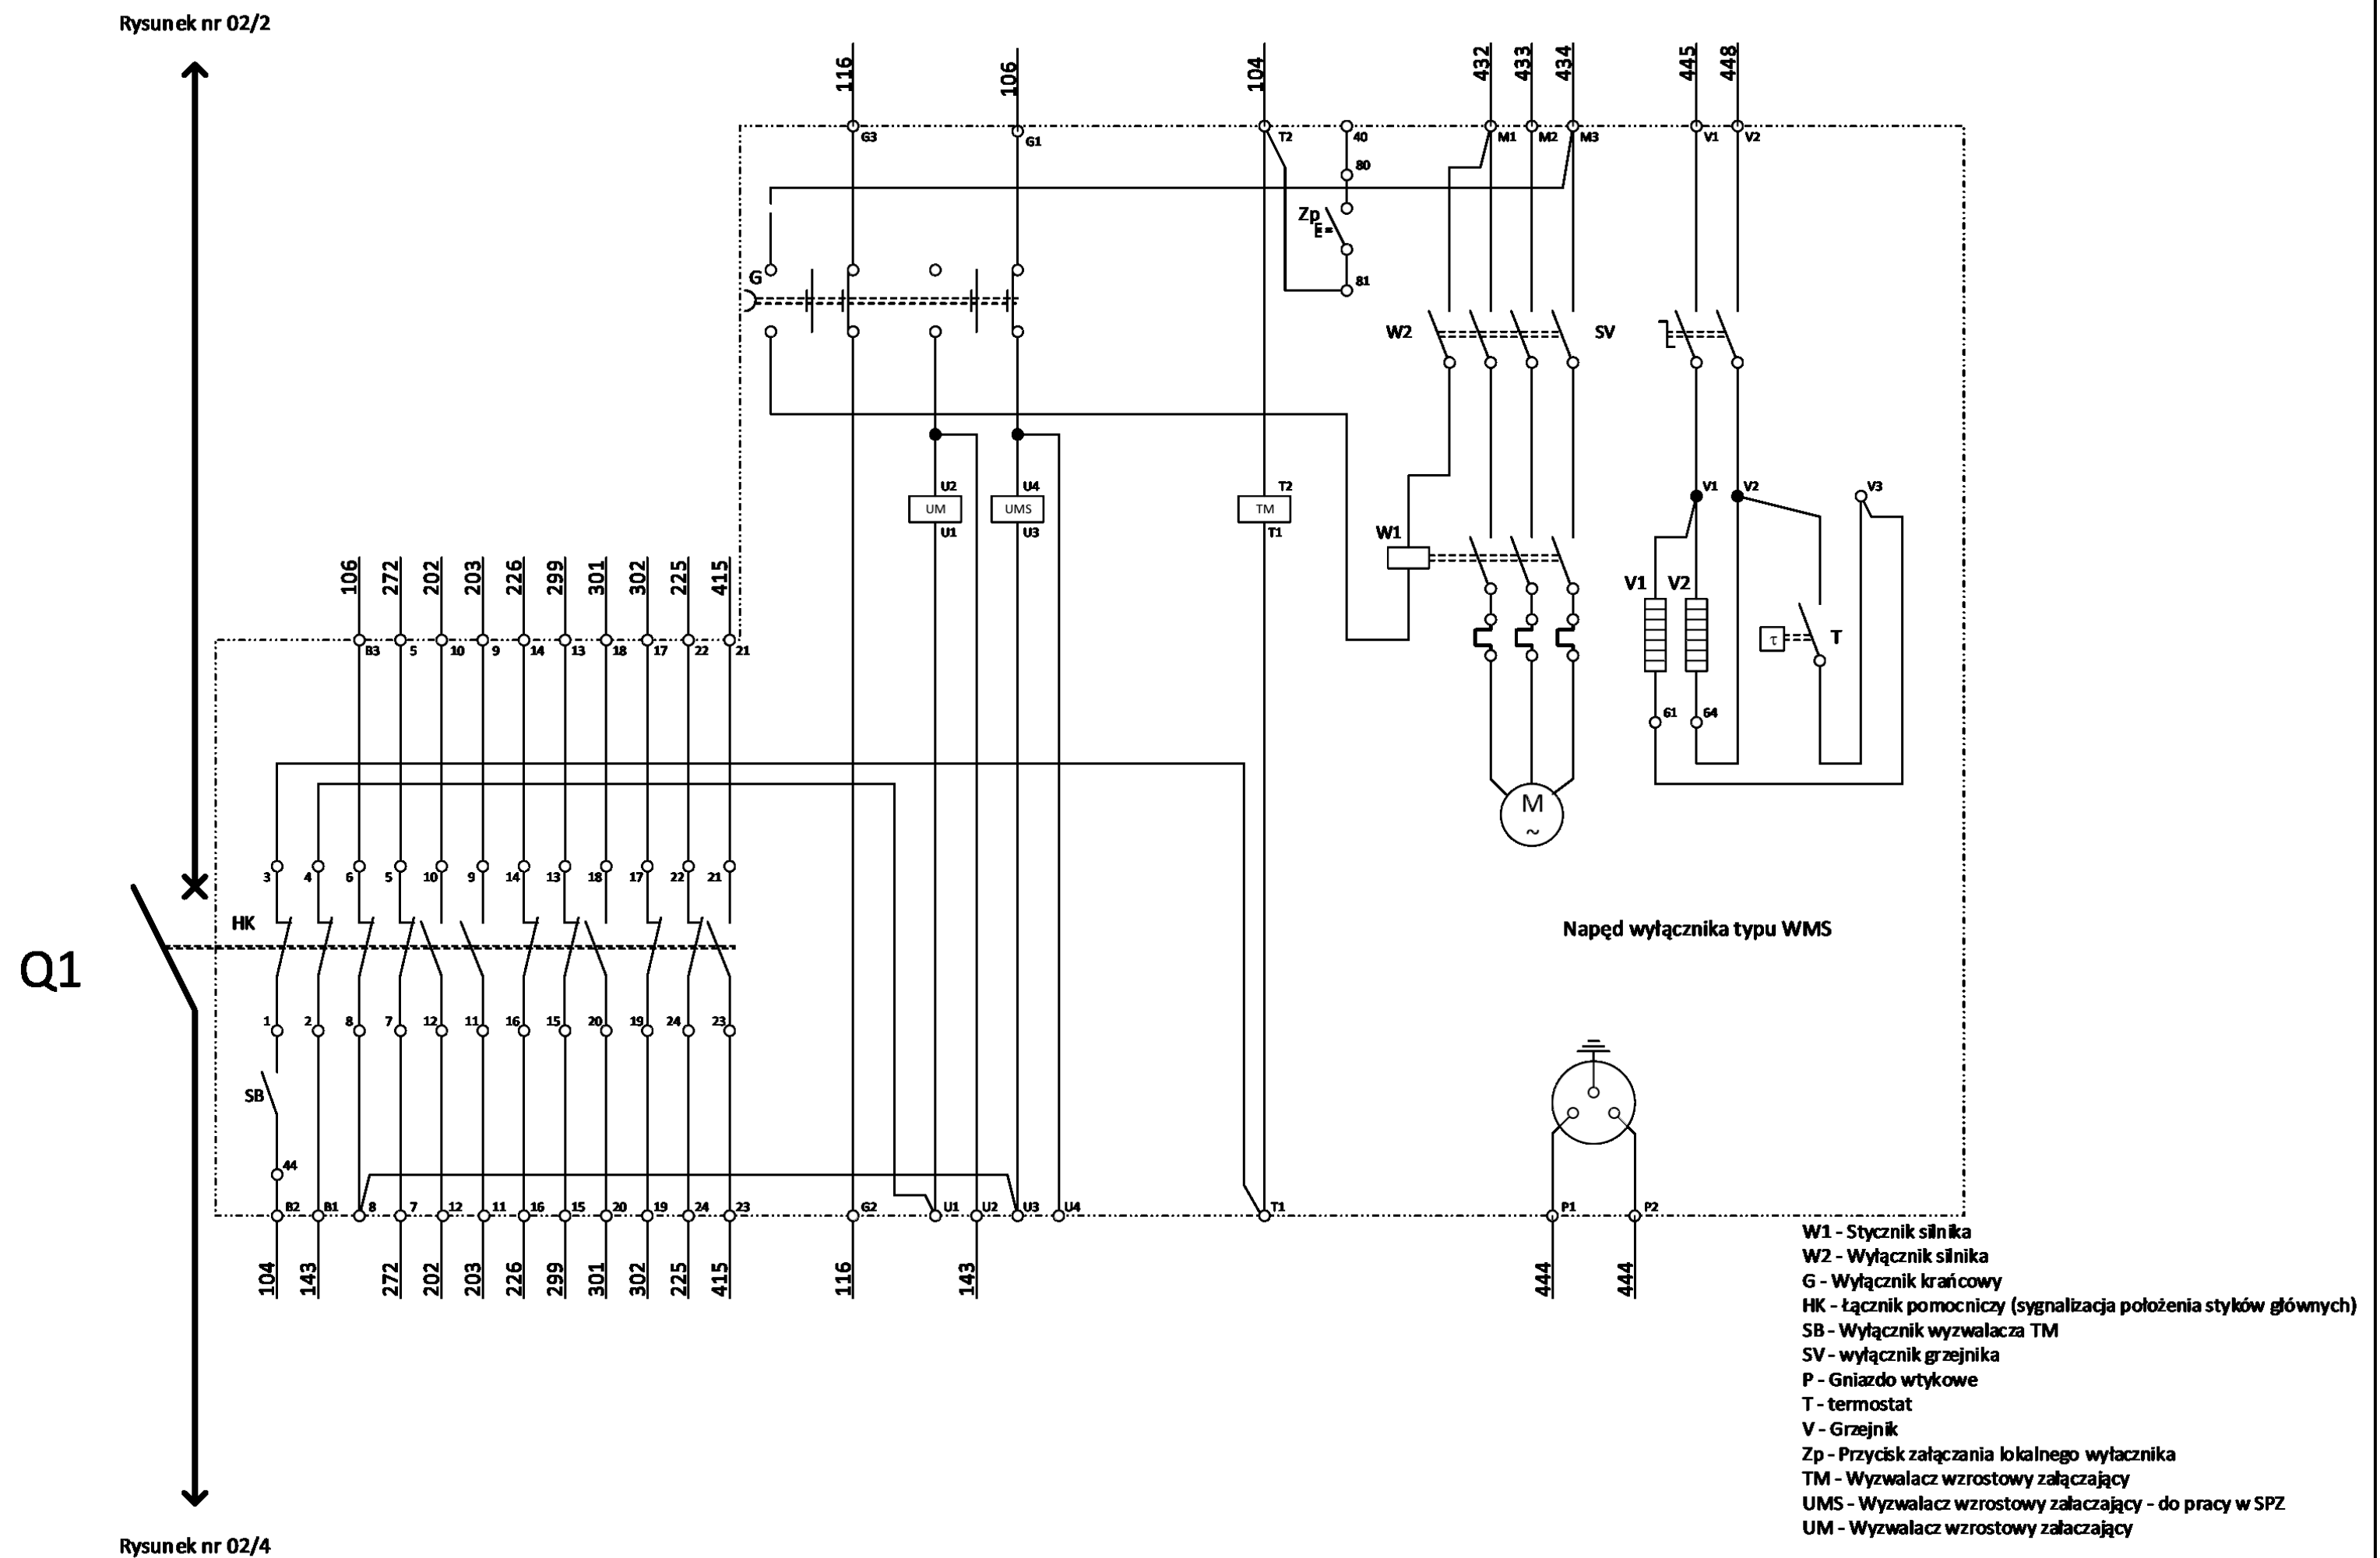 Rysunek nr 02/2
116
106
104
432
433
434
445
448
G3
G1
T2
40
M1
M2
M3
V1
V2
80
Zp
E
81
G
W2
SV
U2
U4
T2
V1
V2
V3
UM
UMS
TM
U1
U3
T1
W1
V1 V2
τ
T
106
272
202
203
226
299
301
302
225
415
B3
5
10
9
14
13
18
17
22
21
61
64
M
~
3
4
6
5
10
9
14
13
18
17
22
21
HK
Napęd wyłącznika typu WMS
Q1
1
2
8
7
12
11
16
15
20
19
24
23
SB
44
B2
B1
8
7
12
11
16
15
20
19
24
23
G2
U1
U2
U3
U4
T1
P1
P2
104
143
272
202
203
226
299
301
302
225
415
116
143
444
444
W1 - Stycznik silnika
W2 - Wyłącznik silnika
G - Wyłącznik krańcowy
HK - Łącznik pomocniczy (sygnalizacja położenia styków głównych)
SB - Wyłącznik wyzwalacza TM
SV - wyłącznik grzejnika
P - Gniazdo wtykowe
T - termostat
V - Grzejnik
Zp - Przycisk załączania lokalnego wyłacznika
TM - Wyzwalacz wzrostowy załączający
UMS - Wyzwalacz wzrostowy załaczający - do pracy w SPZ
UM - Wyzwalacz wzrostowy załaczający
Rysunek nr 02/4